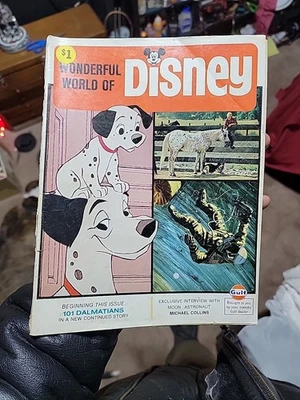 $1
WONDERFUL
WORLD OF
Disney
BEGINNING THIS ISSUE
101 DALMATIANS
IN A NEW CONTINUED STORY
EXCLUSIVE INTERVIEW WITH
MOON ASTRONAUT
MICHAEL COLLINS
Gulf